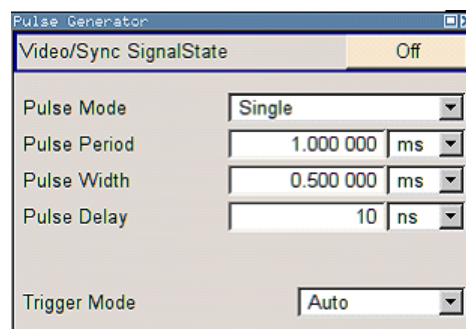 Pulse Generator
Video/Sync SignalState Off
Pulse Mode Single
Pulse Period 1.000 000 ms
Pulse Width 0.500 000 ms
Pulse Delay 10 ns
Trigger Mode Auto